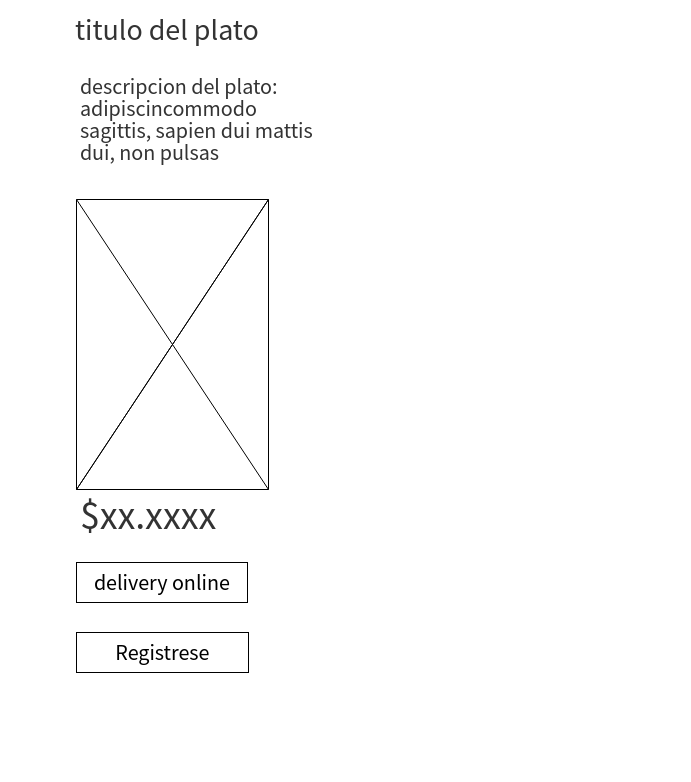 titulo del plato
descripcion del plato:
adipiscincommodo
sagittis, sapien dui mattis
dui, non pulsas
$xx.xxxx
delivery online
Registrese